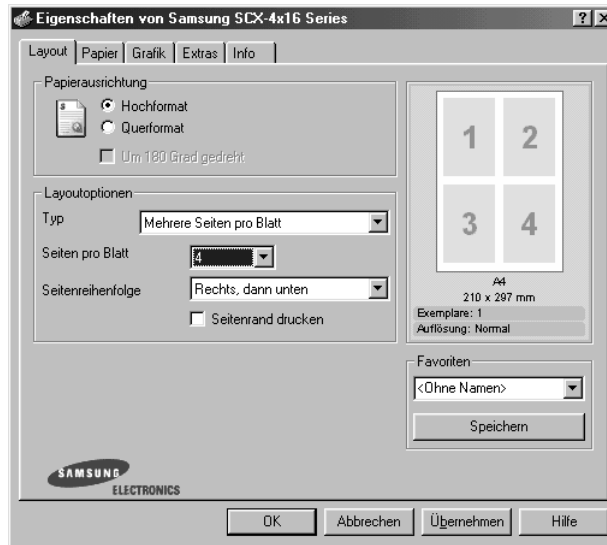 Eigenschaften von Samsung SCX-4x16 Series
Layout Papier Grafik Extras Info
Papierausrichtung
Hochformat
Querformat
Um 180 Grad gedreht
Layoutoptionen
Typ Mehrere Seiten pro Blatt
Seiten pro Blatt 4
Seitenreihenfolge Rechts, dann unten
Seitenrand drucken
1 2
3 4
A4
210 x 297 mm
Exemplare: 1
Auflösung: Normal
Favoriten
<Ohne Namen>
Speichern
SAMSUNG
ELECTRONICS
OK Abbrechen Übernehmen Hilfe